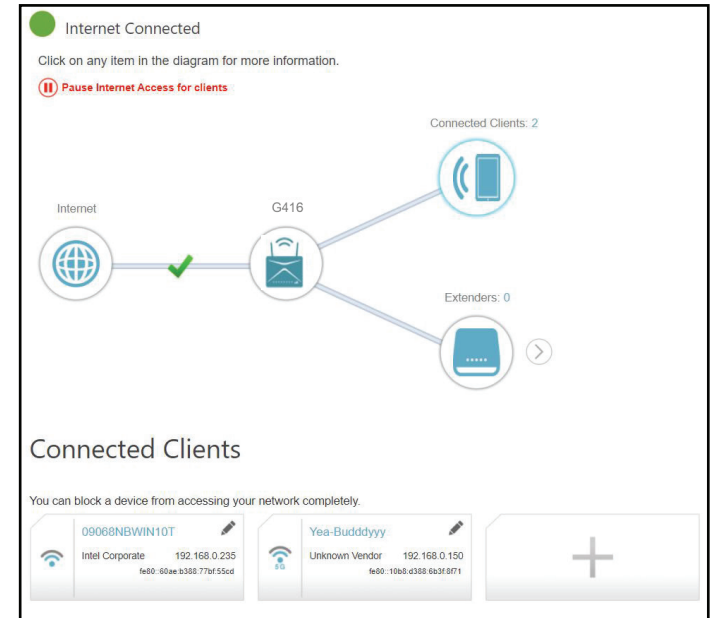 Internet Connected
Click on any item in the diagram for more information.
Pause Internet Access for clients
Connected Clients: 2
Internet
G416
Extenders: 0
Connected Clients
You can block a device from accessing your network completely.
09068NBWIN10T
Intel Corporate 192.168.0.235
fe80::60ae:b388:77bf:55cd
Yea-Budddyyy
5G
Unknown Vendor 192.168.0.150
fe80::10b8:d388:6b3f:8f71